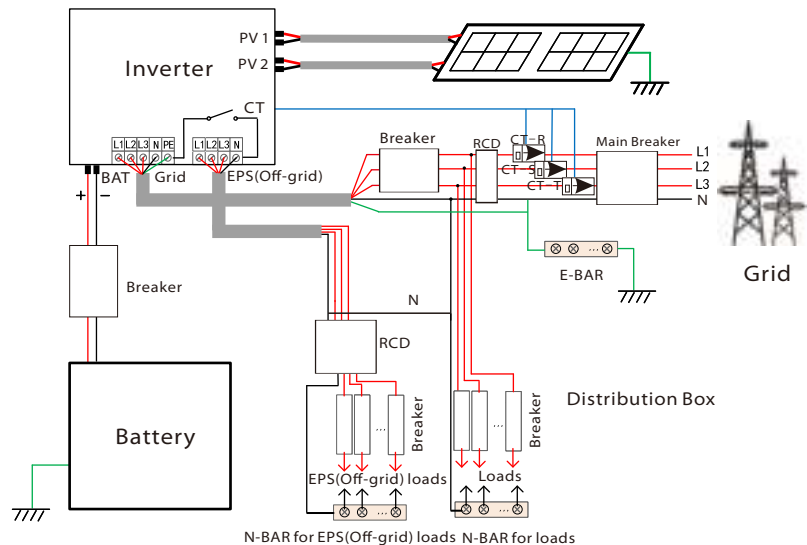 PV 1
PV 2
Inverter
CT
L1 L2 L3 N PE
L1 L2 L3 N
BAT
Grid
EPS(Off-grid)
+ −
Breaker
RCD
CT-R
CT-S
CT-T
Main Breaker
L1
L2
L3
N
Grid
...
E-BAR
Breaker
N
RCD
Battery
...
Breaker
...
Breaker
Distribution Box
EPS(Off-grid) loads
Loads
...
...
N-BAR for EPS(Off-grid) loads
N-BAR for loads